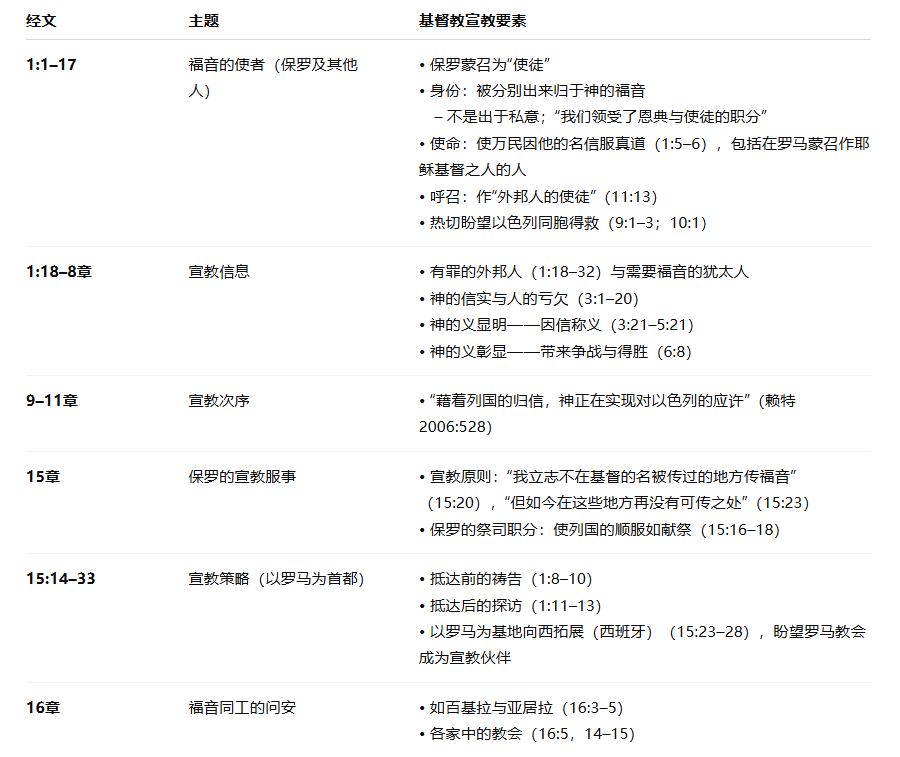 经文 主题 基督教宣教要素
1:1–17 福音的使者（保罗及其他 • 保罗蒙召为“使徒”
人） • 身份：被分别出来归于神的福音
– 不是出于私意；“我们领受了恩典与使徒的职分”
• 使命：使万民因他的名信服真道（1:5–6），包括在罗马蒙召作耶
稣基督之人的人
• 呼召：作“外邦人的使徒”（11:13）
• 热切盼望以色列同胞得救（9:1–3；10:1）
1:18–8章 宣教信息 • 有罪的外邦人（1:18–32）与需要福音的犹太人
• 神的信实与人的亏欠（3:1–20）
• 神的义显明——因信称义（3:21–5:21）
• 神的义彰显——带来争战与得胜（6:8）
9–11章 宣教次序 • “藉着列国的归信，神正在实现对以色列的应许”（赖特
2006:528）
15章 保罗的宣教服事 • 宣教原则：“我立志不在基督的名被传过的地方传福音”
（15:20），“但如今在这些地方再没有可传之处”（15:23）
• 保罗的祭司职分：使列国的顺服如献祭（15:16–18）
15:14–33 宣教策略（以罗马为首都） • 抵达前的祷告（1:8–10）
• 抵达后的探访（1:11–13）
• 以罗马为基地向西拓展（西班牙）（15:23–28），盼望罗马教会
成为宣教伙伴
16章 福音同工的问安 • 如百基拉与亚居拉（16:3–5）
• 各家中的教会（16:5，14–15）